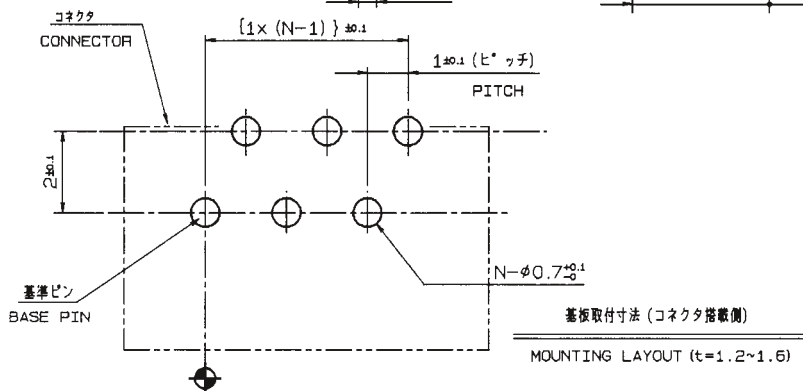 コネクタ
CONNECTOR
{1×(N-1)}±0.1
1±0.1 (ピッチ)
PITCH
2±0.1
N-φ0.7+0.1-0
基準ピン
BASE PIN
基板取付寸法 (コネクタ搭載側)
MOUNTING LAYOUT (t=1.2~1.6)